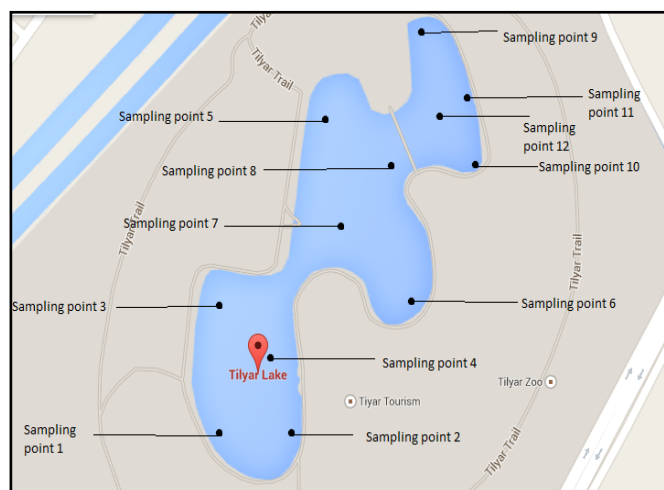 Tilyar Trail
Sampling point 9
Tilyar Trail
Sampling point 5
Sampling
point 11
Sampling
point 12
Sampling point 8
Sampling point 10
Sampling point 7
Tilyar Trail
Tilyar Trail
Sampling point 3
Sampling point 6
Sampling point 4
Tilyar Lake
Tilyar Zoo
Tiyar Tourism
Sampling
point 1
Sampling point 2
Tilyar Trail